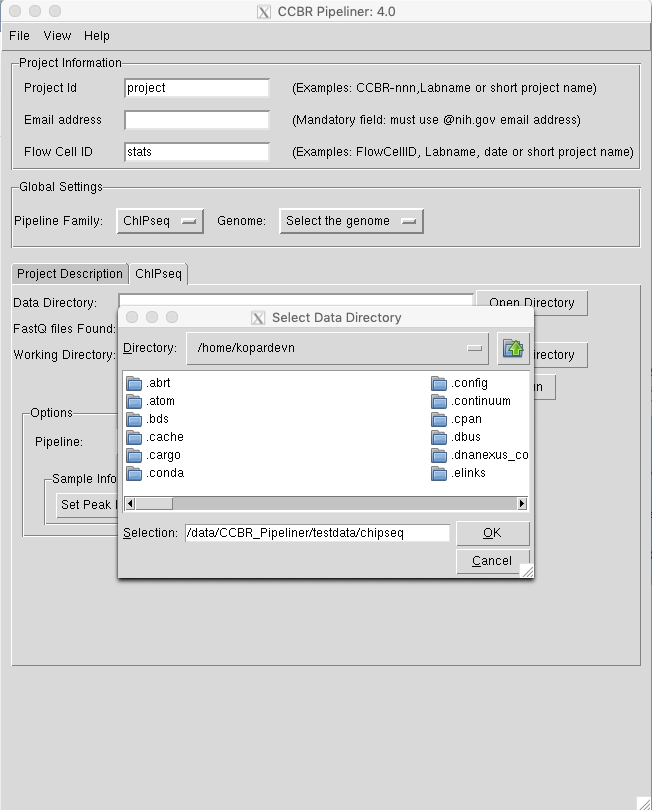 CCBR Pipeliner: 4.0
File View Help
Project Information
Project Id project (Examples: CCBR-nnn,Labname or short project name)
Email address (Mandatory field: must use @nih.gov email address)
Flow Cell ID stats (Examples: FlowCellID, Labname, date or short project name)
Global Settings
Pipeline Family: ChIPseq Genome: Select the genome
Project Description ChIPseq
Data Directory: Open Directory
FastQ files Found:
Working Directory:
Options
Pipeline:
Sample Info
Set Peak
Select Data Directory
Directory: /home/kopardevn
.abrt .config
.atom .continuum
.bds .cpan
.cache .dbus
.cargo .dnanexus_co
.conda .elinks
Selection: /data/CCBR_Pipeliner/testdata/chipseq OK
Cancel